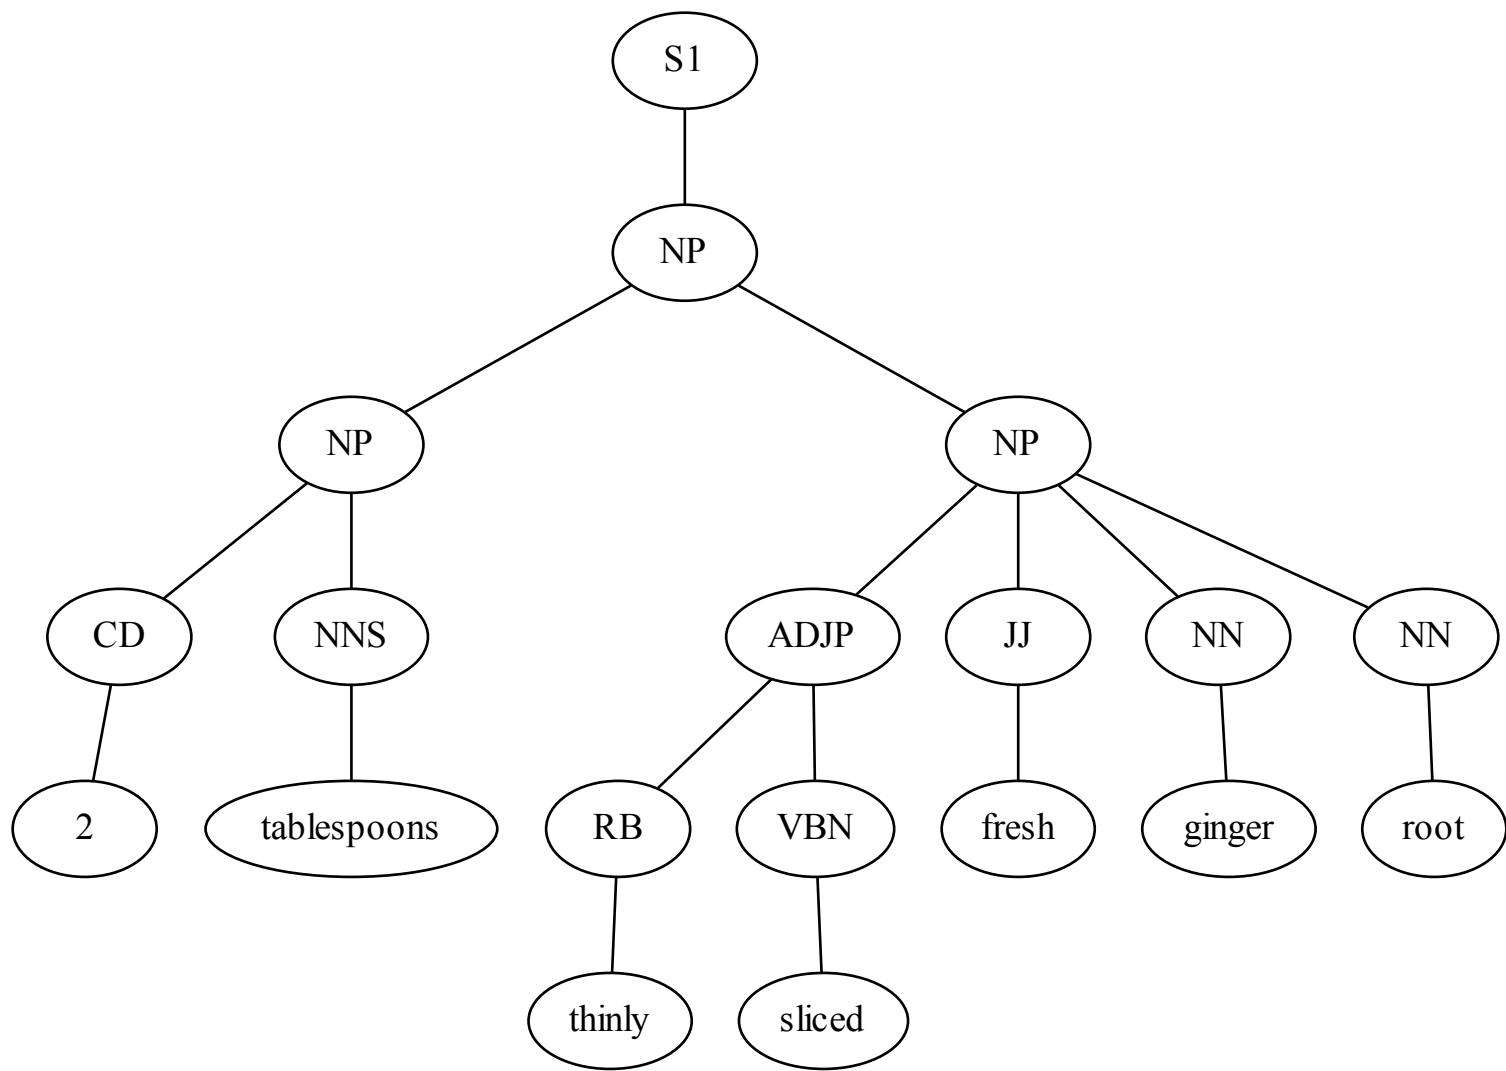 S1
NP
NP NP
CD NNS ADJP JJ NN NN
2 tablespoons RB VBN fresh ginger root
thinly sliced